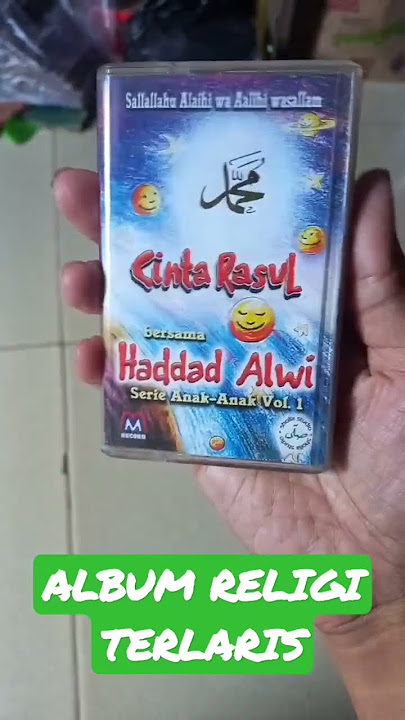 Sallallahu Alaihi wa Aalihi wasallam
محمد
Cinta Rasul
bersama
Haddad Alwi
Serie Anak-Anak Vol. 1
M
RECORD
ALBUM RELIGI
TERLARIS